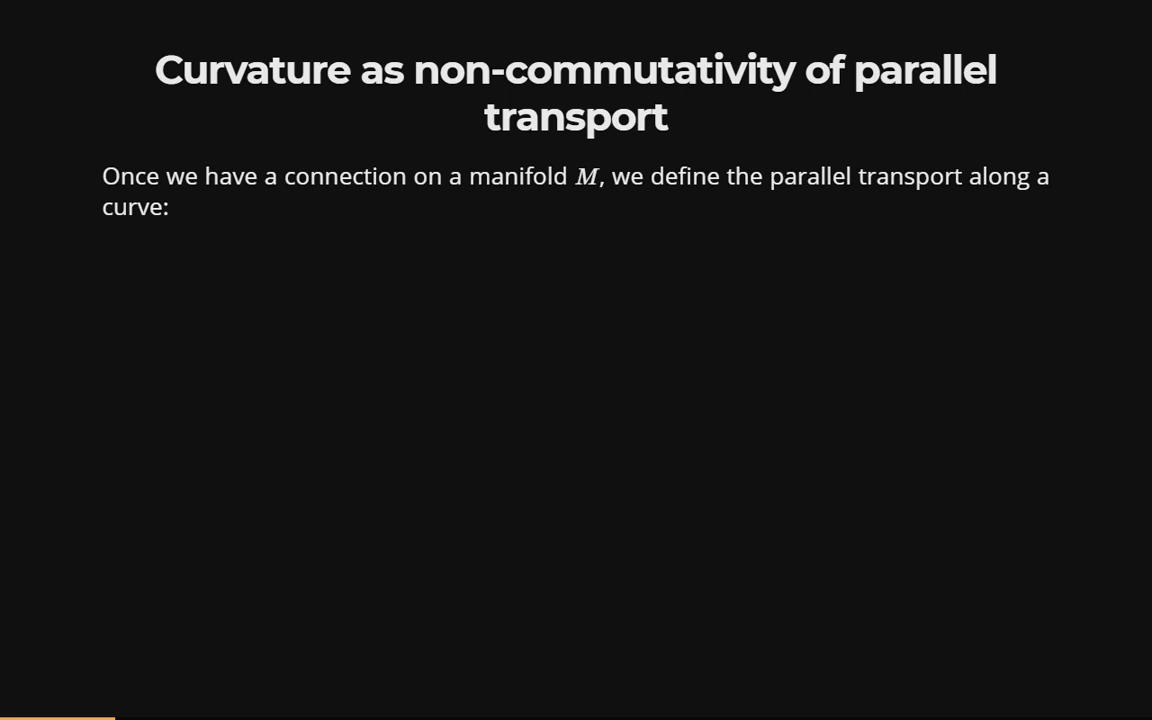 Curvature as non-commutativity of parallel
transport
Once we have a connection on a manifold M, we define the parallel transport along a
curve: